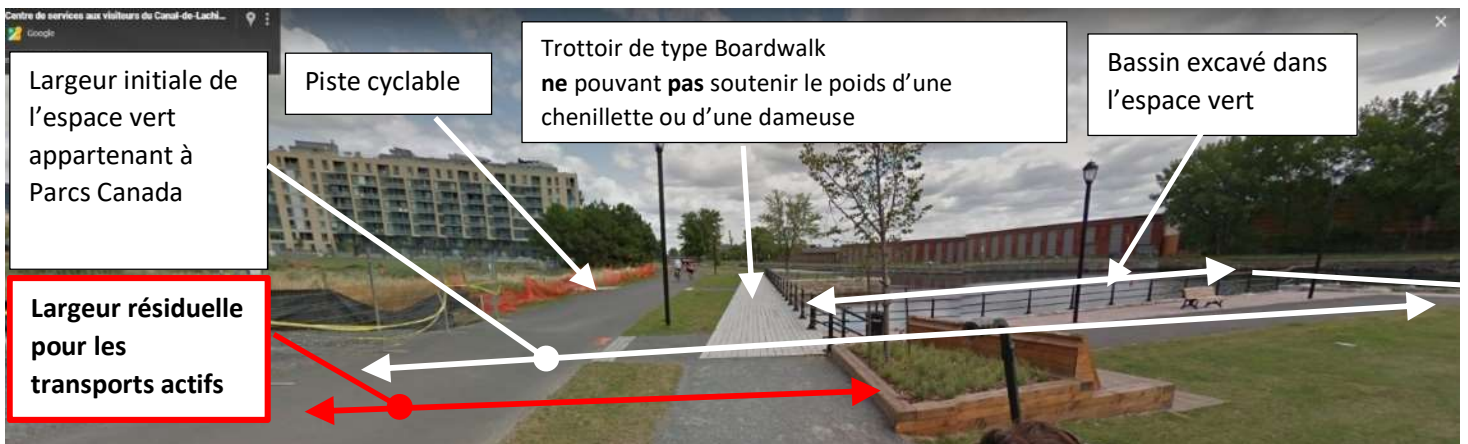 Centre de services aux visiteurs du Canal-de-Lachi...
Google
Largeur initiale de
l’espace vert
appartenant à
Parcs Canada
Piste cyclable
Trottoir de type Boardwalk
ne pouvant pas soutenir le poids d’une
chenillette ou d’une dameuse
Bassin excavé dans
l’espace vert
Largeur résiduelle
pour les
transports actifs